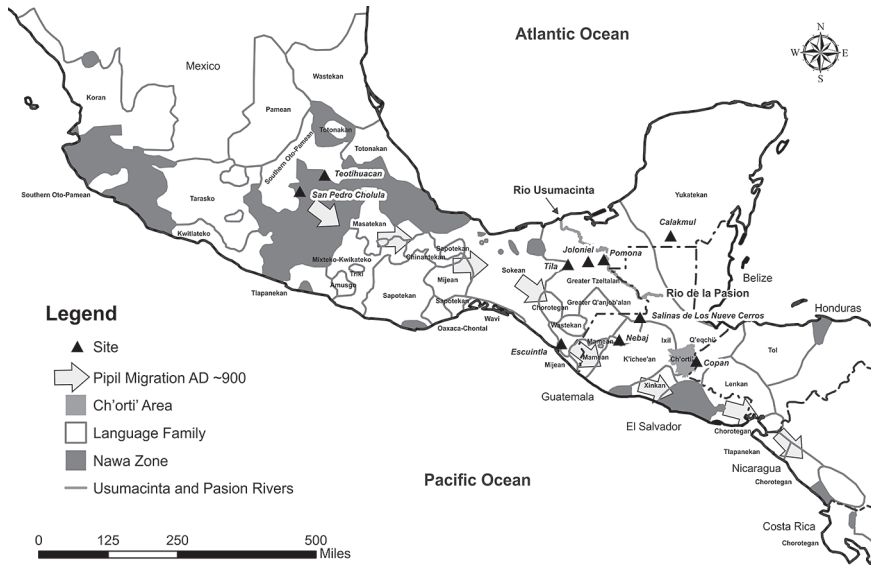 Atlantic Ocean
N
W
E
S
Mexico
Koran
Pamean
Wastekan
Totonakan
Southern Oto-Pamean
Totonakan
Teotihuacan
San Pedro Cholula
Southern Oto-Pamean
Tarasko
Kwitlateko
Masatekan
Mixteko-Kwikateko
Triki
Amusgo
Tlapanekan
Chinantekan
Sapotekan
Mijean
Sapotekan
Sapotekan
Oaxaca-Chontal
Wavi
Rio Usumacinta
Yukatekan
Calakmul
Joloniel
Pomona
Tila
Sokean
Greater Tzeltalan
Belize
Rio de la Pasion
Chorotegan
Greater Q'anjob'alan
Salinas de Los Nueve Cerros
Honduras
Wastekan
Escuintla
Mijean
Mamean
Mamean
Nebaj
Ixil
Q'eqchii'
K'ichee'an
Ch'orti'
Copan
Tol
Guatemala
Xinkan
Lenkan
El Salvador
Chorotegan
Tlapanekan
Nicaragua
Chorotegan
Costa Rica
Chorotegan
Pacific Ocean
Legend
Site
Pipil Migration AD ~900
Ch'orti' Area
Language Family
Nawa Zone
Usumacinta and Pasion Rivers
0 125 250 500
Miles